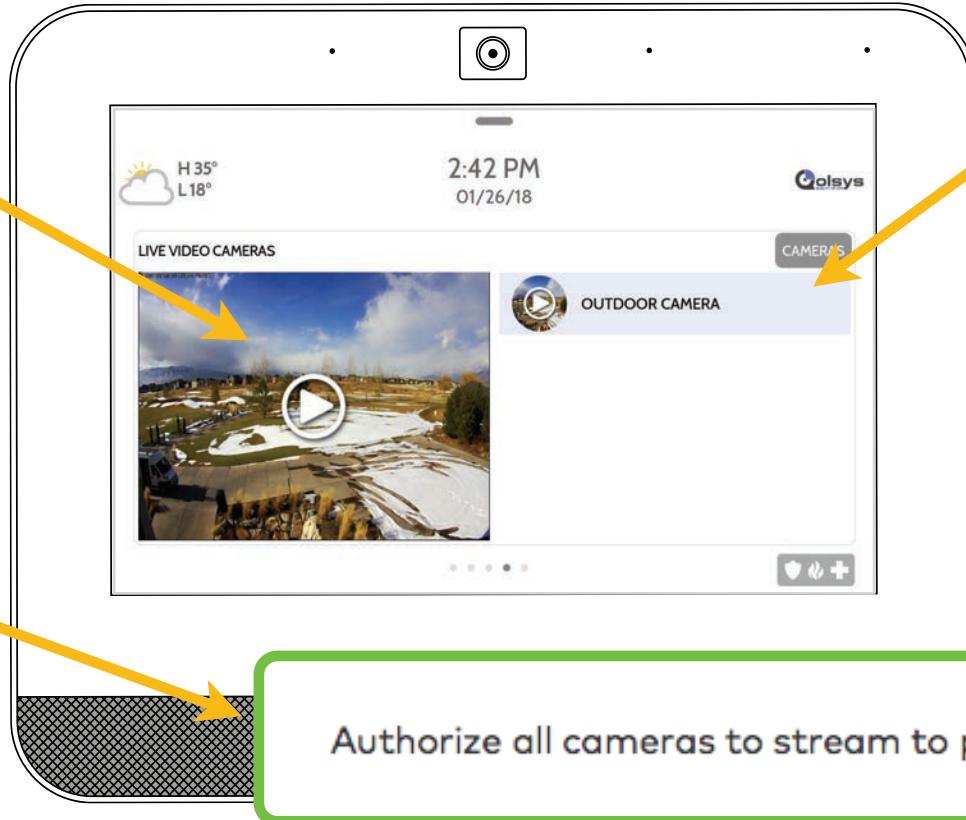 H 35°
L 18°
2:42 PM
01/26/18
Qolsys
LIVE VIDEO CAMERAS
CAMERAS
OUTDOOR CAMERA
Authorize all cameras to stream to p